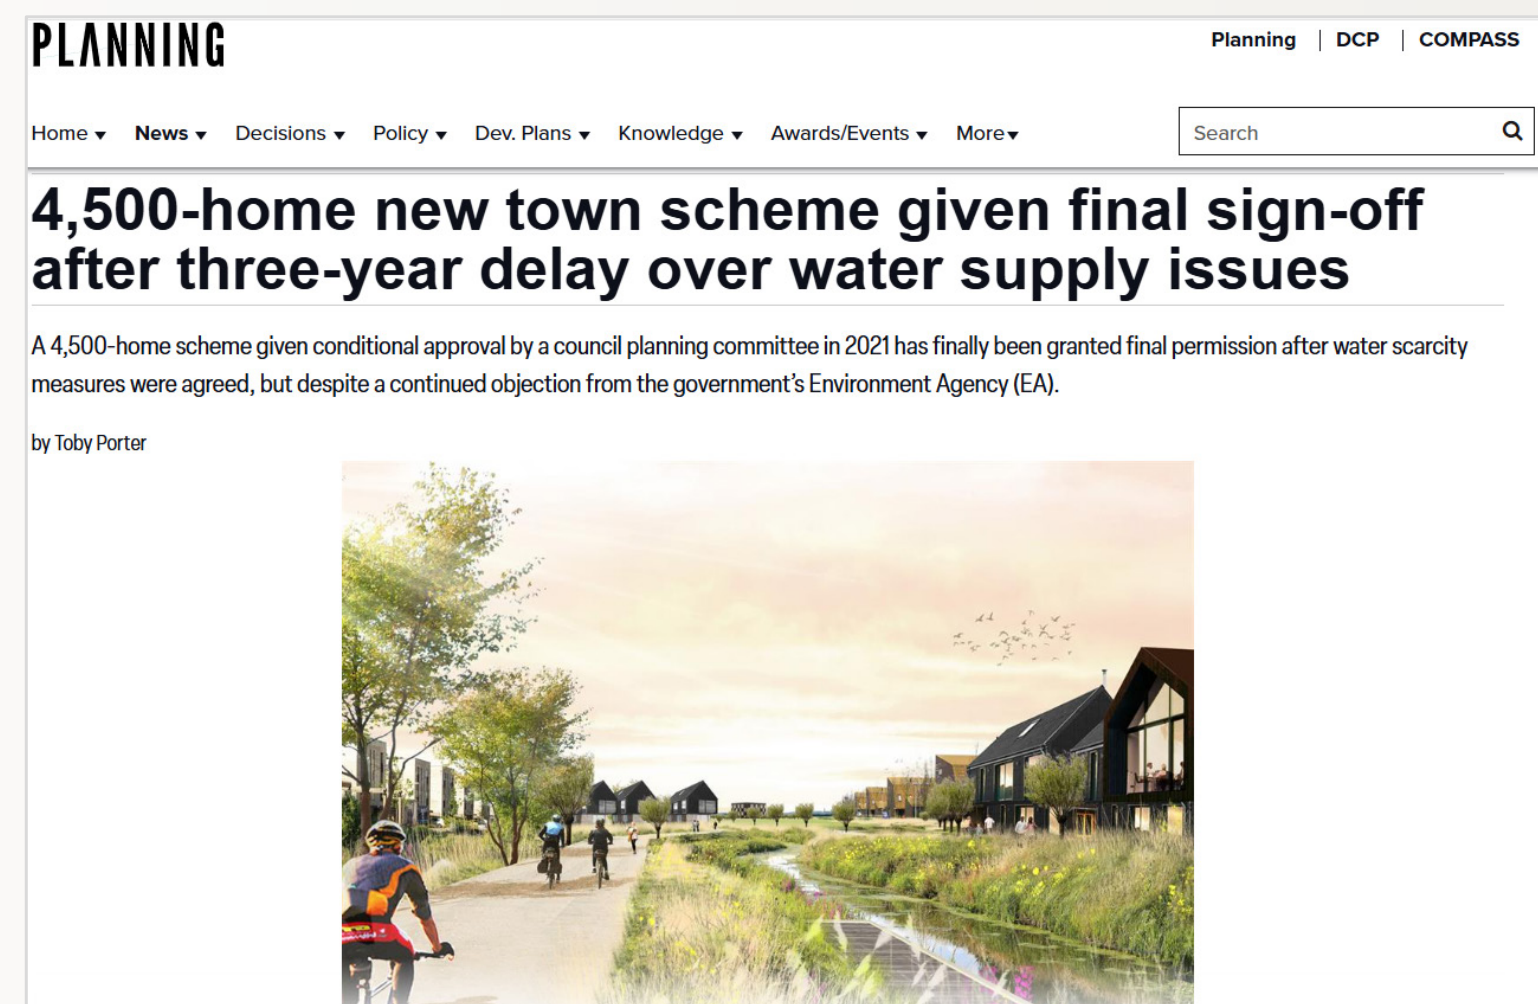 PLANNING
Planning | DCP | COMPASS
Home News Decisions Policy Dev. Plans Knowledge Awards/Events More Search
4,500-home new town scheme given final sign-off
after three-year delay over water supply issues
A 4,500-home scheme given conditional approval by a council planning committee in 2021 has finally been granted final permission after water scarcity
measures were agreed, but despite a continued objection from the government's Environment Agency (EA).
by Toby Porter